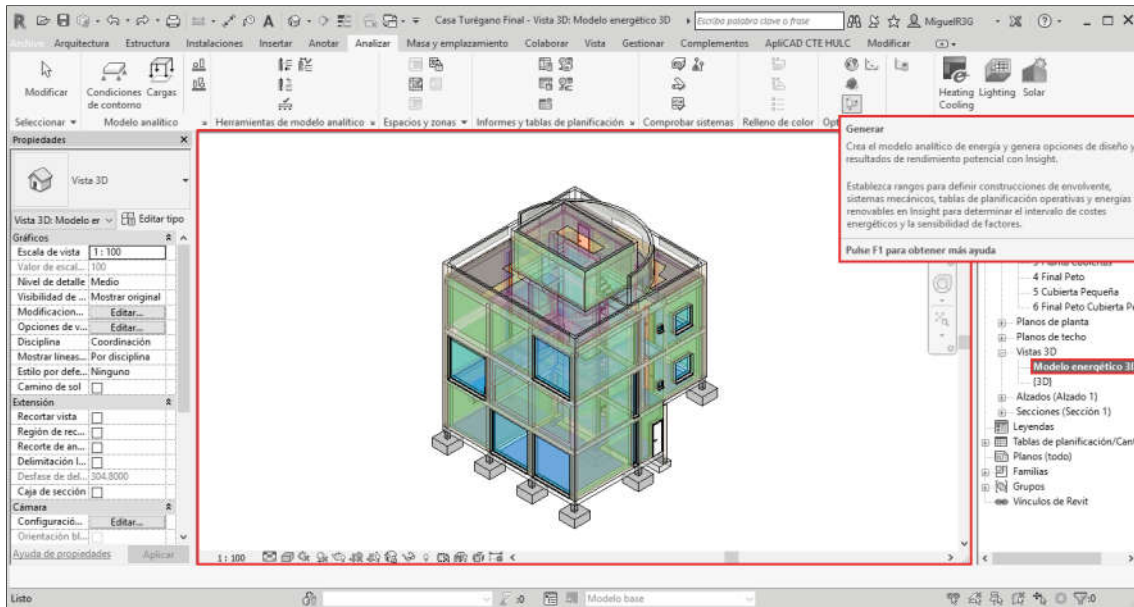 Casa Turégano Final - Vista 3D: Modelo energético 3D
Escriba palabra clave o frase
MiguelR3G
Archivo Arquitectura Estructura Instalaciones Insertar Anotar Analizar Masa y emplazamiento Colaborar Vista Gestionar Complementos ApliCAD CTE HULC Modificar
Modificar
Condiciones de contorno
Cargas
Heating Cooling
Lighting
Solar
Seleccionar Modelo analítico Herramientas de modelo analítico Espacios y zonas Informes y tablas de planificación Comprobar sistemas Relleno de color Opt
Generar
Crea el modelo analítico de energía y genera opciones de diseño y
resultados de rendimiento potencial con Insight.
Establezca rangos para definir construcciones de envolvente,
sistemas mecánicos, tablas de planificación operativas y energías
renovables en Insight para determinar el intervalo de costes
energéticos y la sensibilidad de factores.
Pulse F1 para obtener más ayuda
Propiedades
Vista 3D
Vista 3D: Modelo er Editar tipo
Gráficos
Escala de vista 1 : 100
Valor de escal... 100
Nivel de detalle Medio
Visibilidad de ... Mostrar original
Modificacion... Editar...
Opciones de v... Editar...
Disciplina Coordinación
Mostrar líneas... Por disciplina
Estilo por defe... Ninguno
Camino de sol
Extensión
Recortar vista
Región de rec...
Recorte de an...
Delimitación l...
Desfase de del... 304.8000
Caja de sección
Cámara
Configuració... Editar...
Orientación bl...
Ayuda de propiedades Aplicar
4 Final Peto
5 Cubierta Pequeña
6 Final Peto Cubierta Pe
Planos de planta
Planos de techo
Vistas 3D
Modelo energético 3D
{3D}
Alzados (Alzado 1)
Secciones (Sección 1)
Leyendas
Tablas de planificación/Cant
Planos (todo)
Familias
Grupos
Vínculos de Revit
1 : 100
Listo
:0
Modelo base
:0